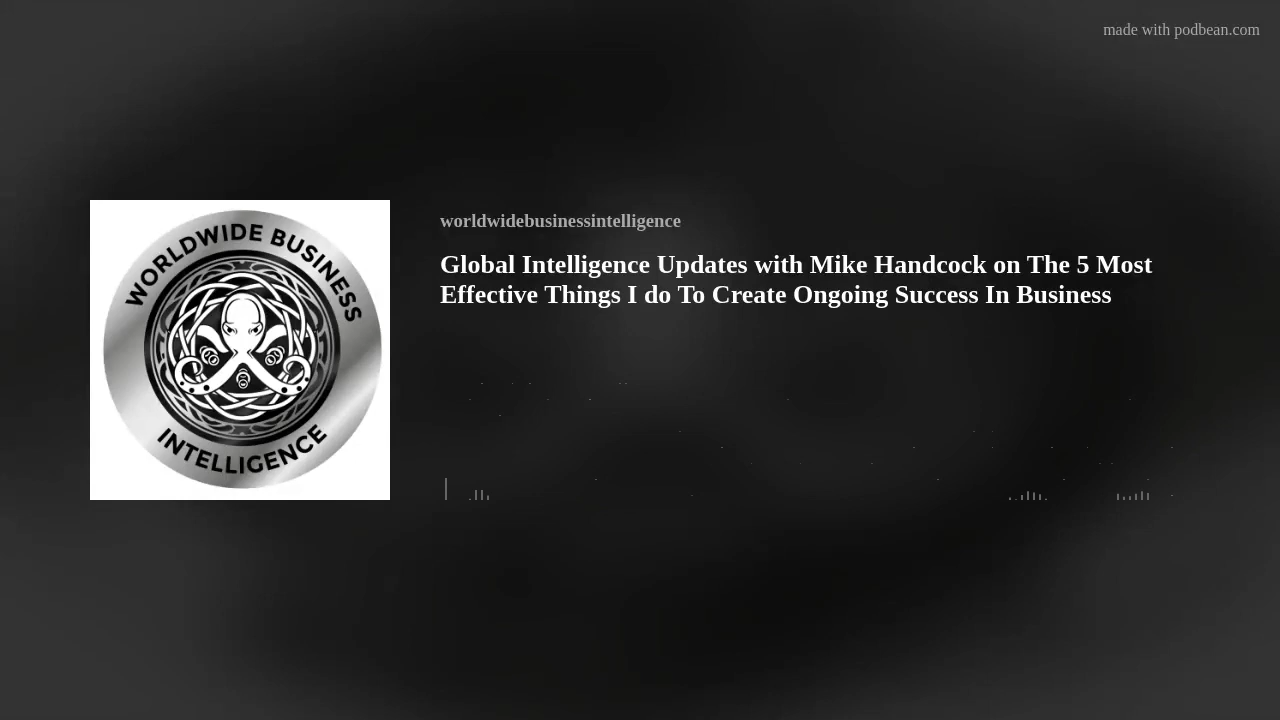 made with podbean.com
WORLDWIDE BUSINESS
INTELLIGENCE
worldwidebusinessintelligence
Global Intelligence Updates with Mike Handcock on The 5 Most
Effective Things I do To Create Ongoing Success In Business